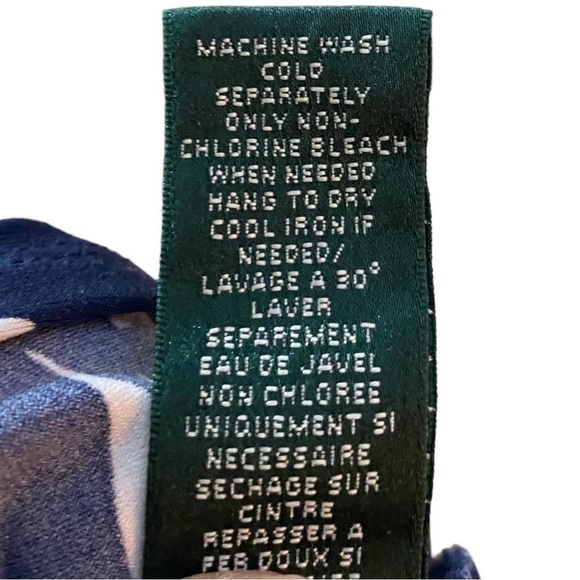 MACHINE WASH
COLD
SEPARATELY
ONLY NON-
CHLORINE BLEACH
WHEN NEEDED
HANG TO DRY
COOL IRON IF
NEEDED/
LAVAGE A 30°
LAVER
SEPAREMENT
EAU DE JAVEL
NON CHLOREE
UNIQUEMENT SI
NECESSAIRE
SECHAGE SUR
CINTRE
REPASSER A
FER DOUX SI